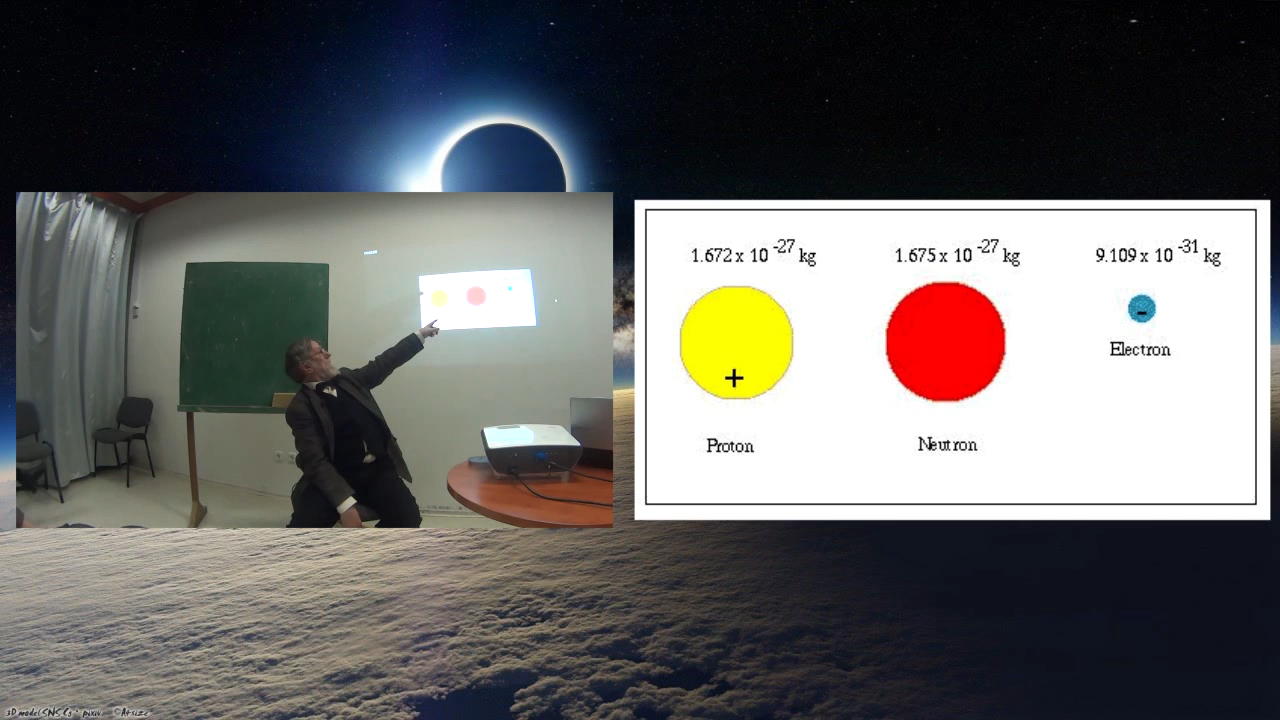 1.672 x 10 -27 kg
1.675 x 10 -27 kg
9.109 x 10 -31 kg
+
-
Electron
Proton
Neutron